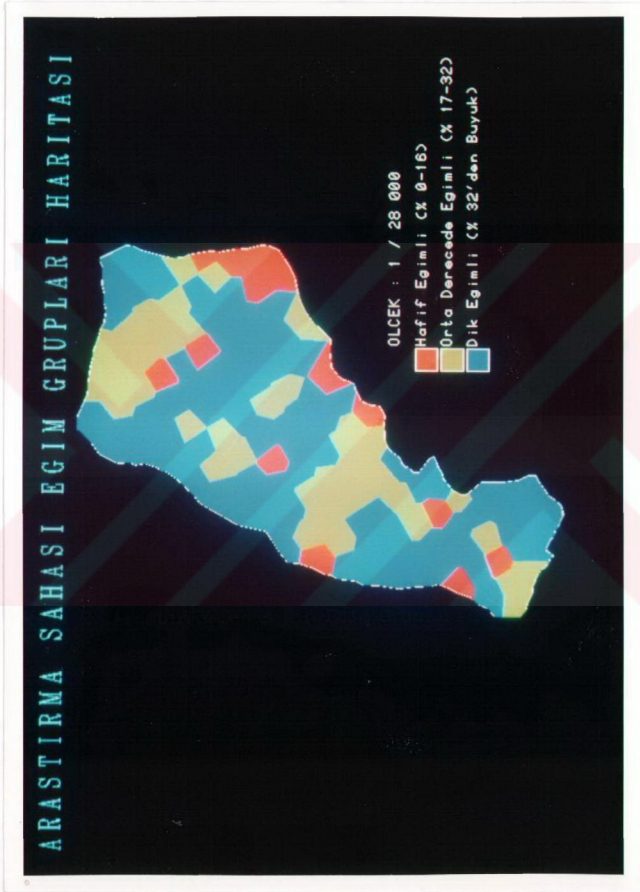 ARASTIRMA SAHASI EGIM GRUPLARI HARITASI
OLCEK : 1 / 28 000
Hafif Egimli (% 0-16)
Orta Derecede Egimli (% 17-32)
Dik Egimli (% 32'den Buyuk)